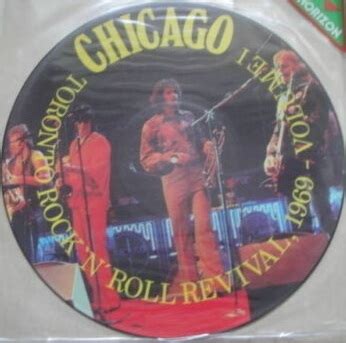 CHICAGO
TORONTO ROCK 'N' ROLL REVIVAL, 1969 - VOLUME I
HORIZON